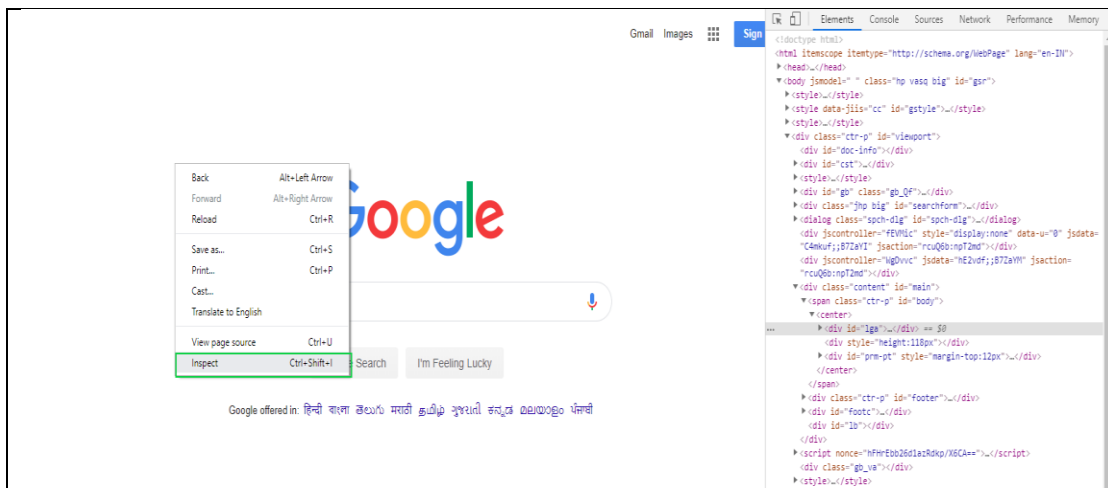 Gmail Images
Sign
Back Alt+Left Arrow
Forward Alt+Right Arrow
Reload Ctrl+R
Save as... Ctrl+S
Print... Ctrl+P
Cast...
Translate to English
View page source Ctrl+U
Inspect Ctrl+Shift+I
Google
Search I'm Feeling Lucky
Google offered in: हिन्दी বাংলা తెలుగు मराठी தமிழ் ગુજરાતી ಕನ್ನಡ മലയാളം ਪੰਜਾਬੀ
Elements Console Sources Network Performance Memory
<!doctype html>
<html itemscope itemtype="http://schema.org/WebPage" lang="en-IN">
<head>…</head>
<body jsmodel=" " class="hp vasq big" id="gsr">
<style>…</style>
<style data-jiis="cc" id="gstyle">…</style>
<style>…</style>
<div class="ctr-p" id="viewport">
<div id="doc-info"></div>
<div id="cst">…</div>
<style>…</style>
<div id="gb" class="gb_Qf">…</div>
<div class="jhp big" id="searchform">…</div>
<dialog class="spch-dlg" id="spch-dlg">…</dialog>
<div jscontroller="fEVMic" style="display:none" data-u="0" jsdata=
"C4mkuf;;B7ZaYI" jsaction="rcuQ6b:npT2md"></div>
<div jscontroller="WgDvvc" jsdata="hE2vdf;;B7ZaYM" jsaction=
"rcuQ6b:npT2md"></div>
<div class="content" id="main">
<span class="ctr-p" id="body">
<center>
... <div id="lga">…</div> == $0
<div style="height:118px"></div>
<div id="prm-pt" style="margin-top:12px">…</div>
</center>
</span>
<div class="ctr-p" id="footer">…</div>
<div id="footc">…</div>
<div id="lb"></div>
</div>
<script nonce="hFHrEbb26d1azRdkp/X6CA==">…</script>
<div class="gb_va"></div>
<style>…</style>